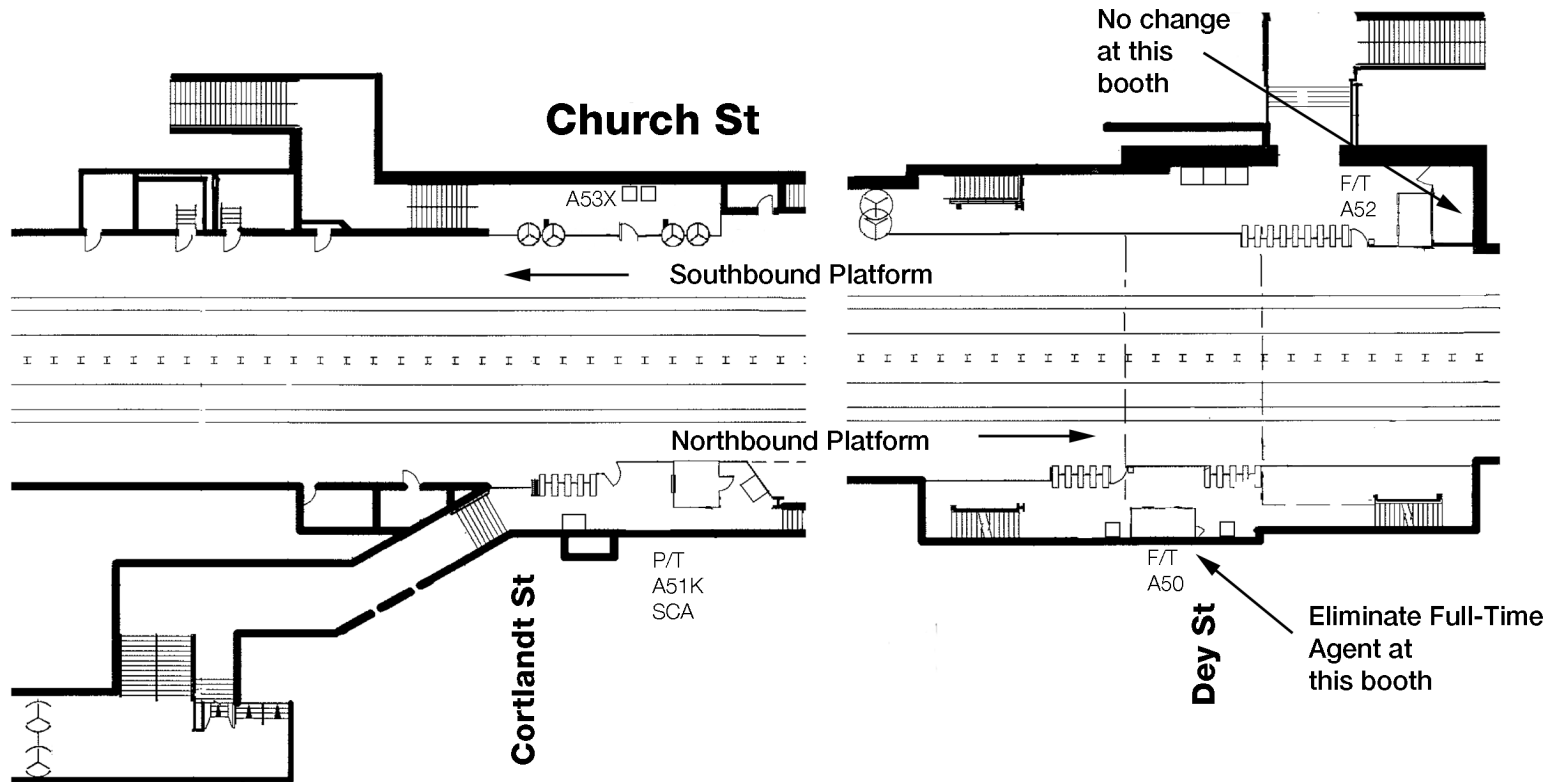 No change
at this
booth
Church St
A53X
F/T
A52
Southbound Platform
Northbound Platform
P/T
A51K
SCA
Cortlandt St
F/T
A50
Dey St
Eliminate Full-Time
Agent at
this booth